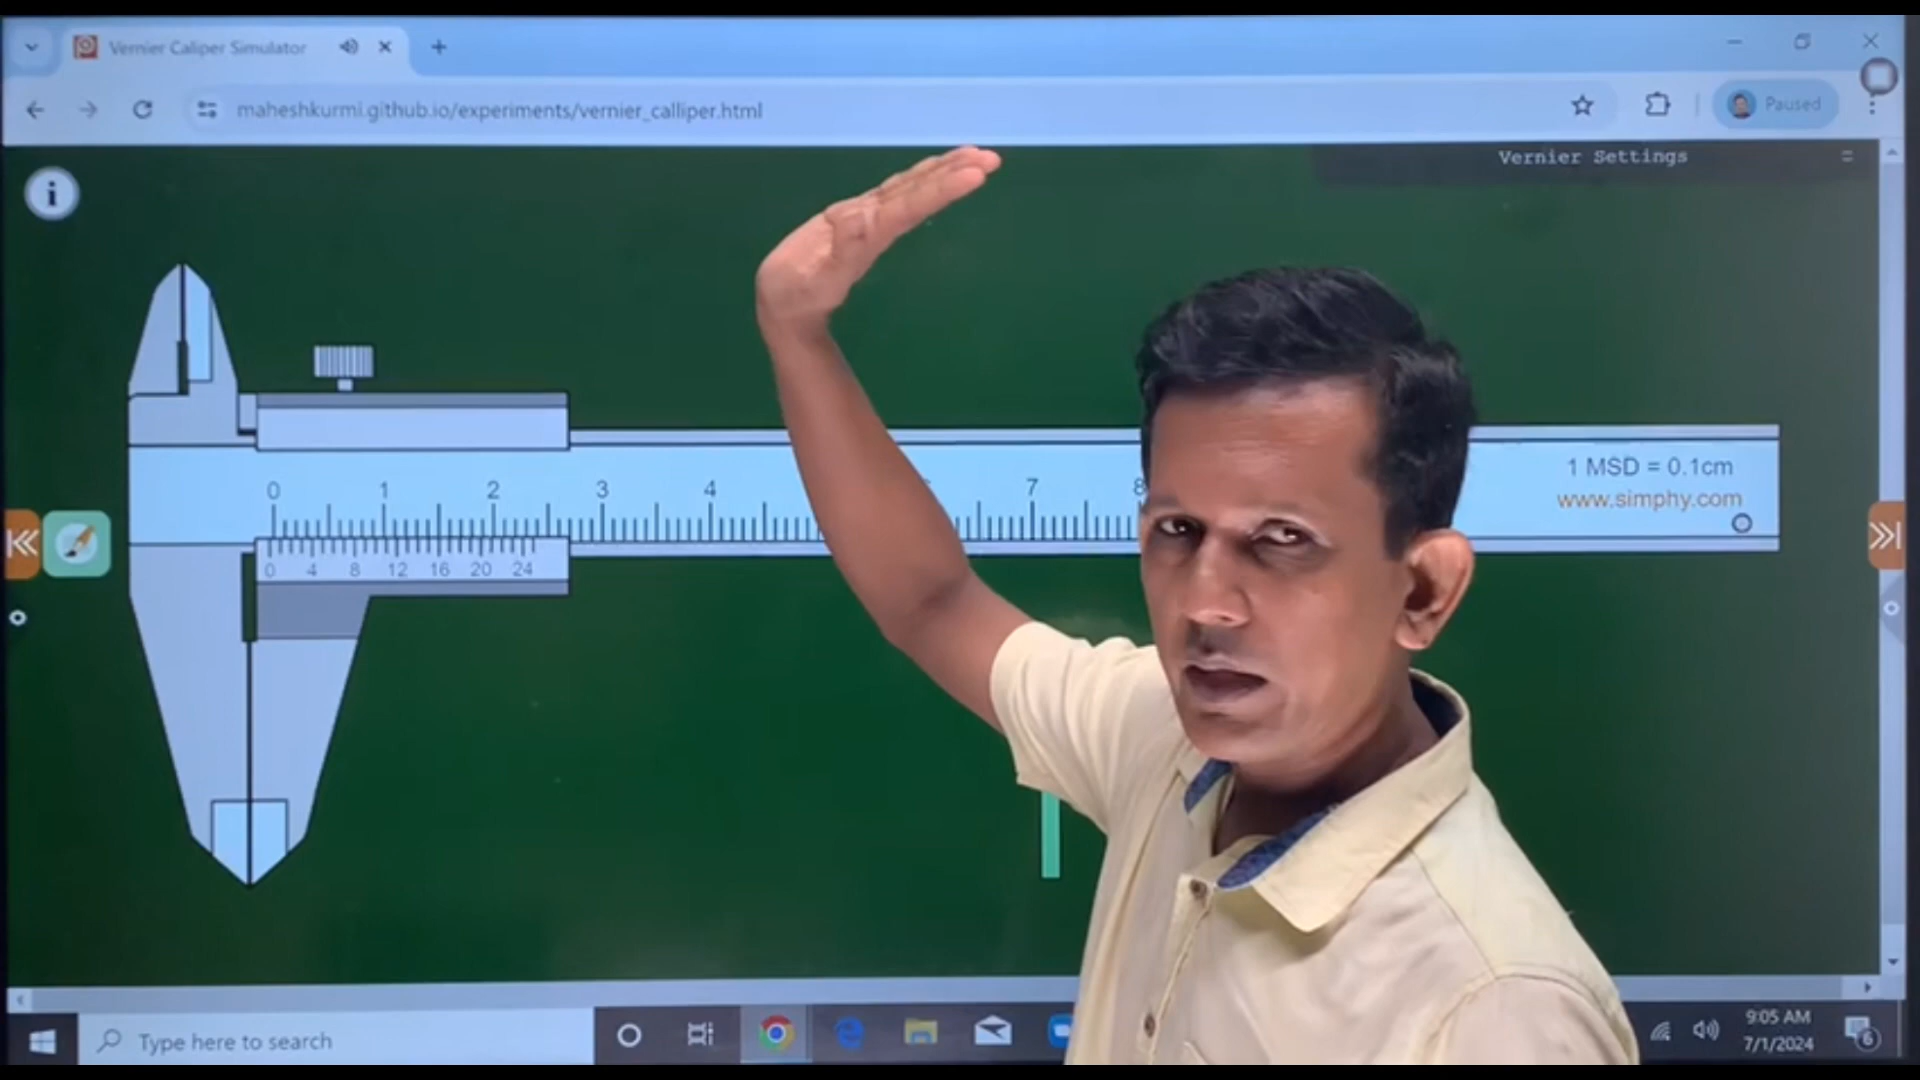 Vernier Caliper Simulator
maheshkurmi.github.io/experiments/vernier_calliper.html
Paused
i
Vernier Settings
0 1 2 3 4 7 8
1 MSD = 0.1cm
www.simphy.com
0 4 8 12 16 20 24
Type here to search
9:05 AM
7/1/2024
6